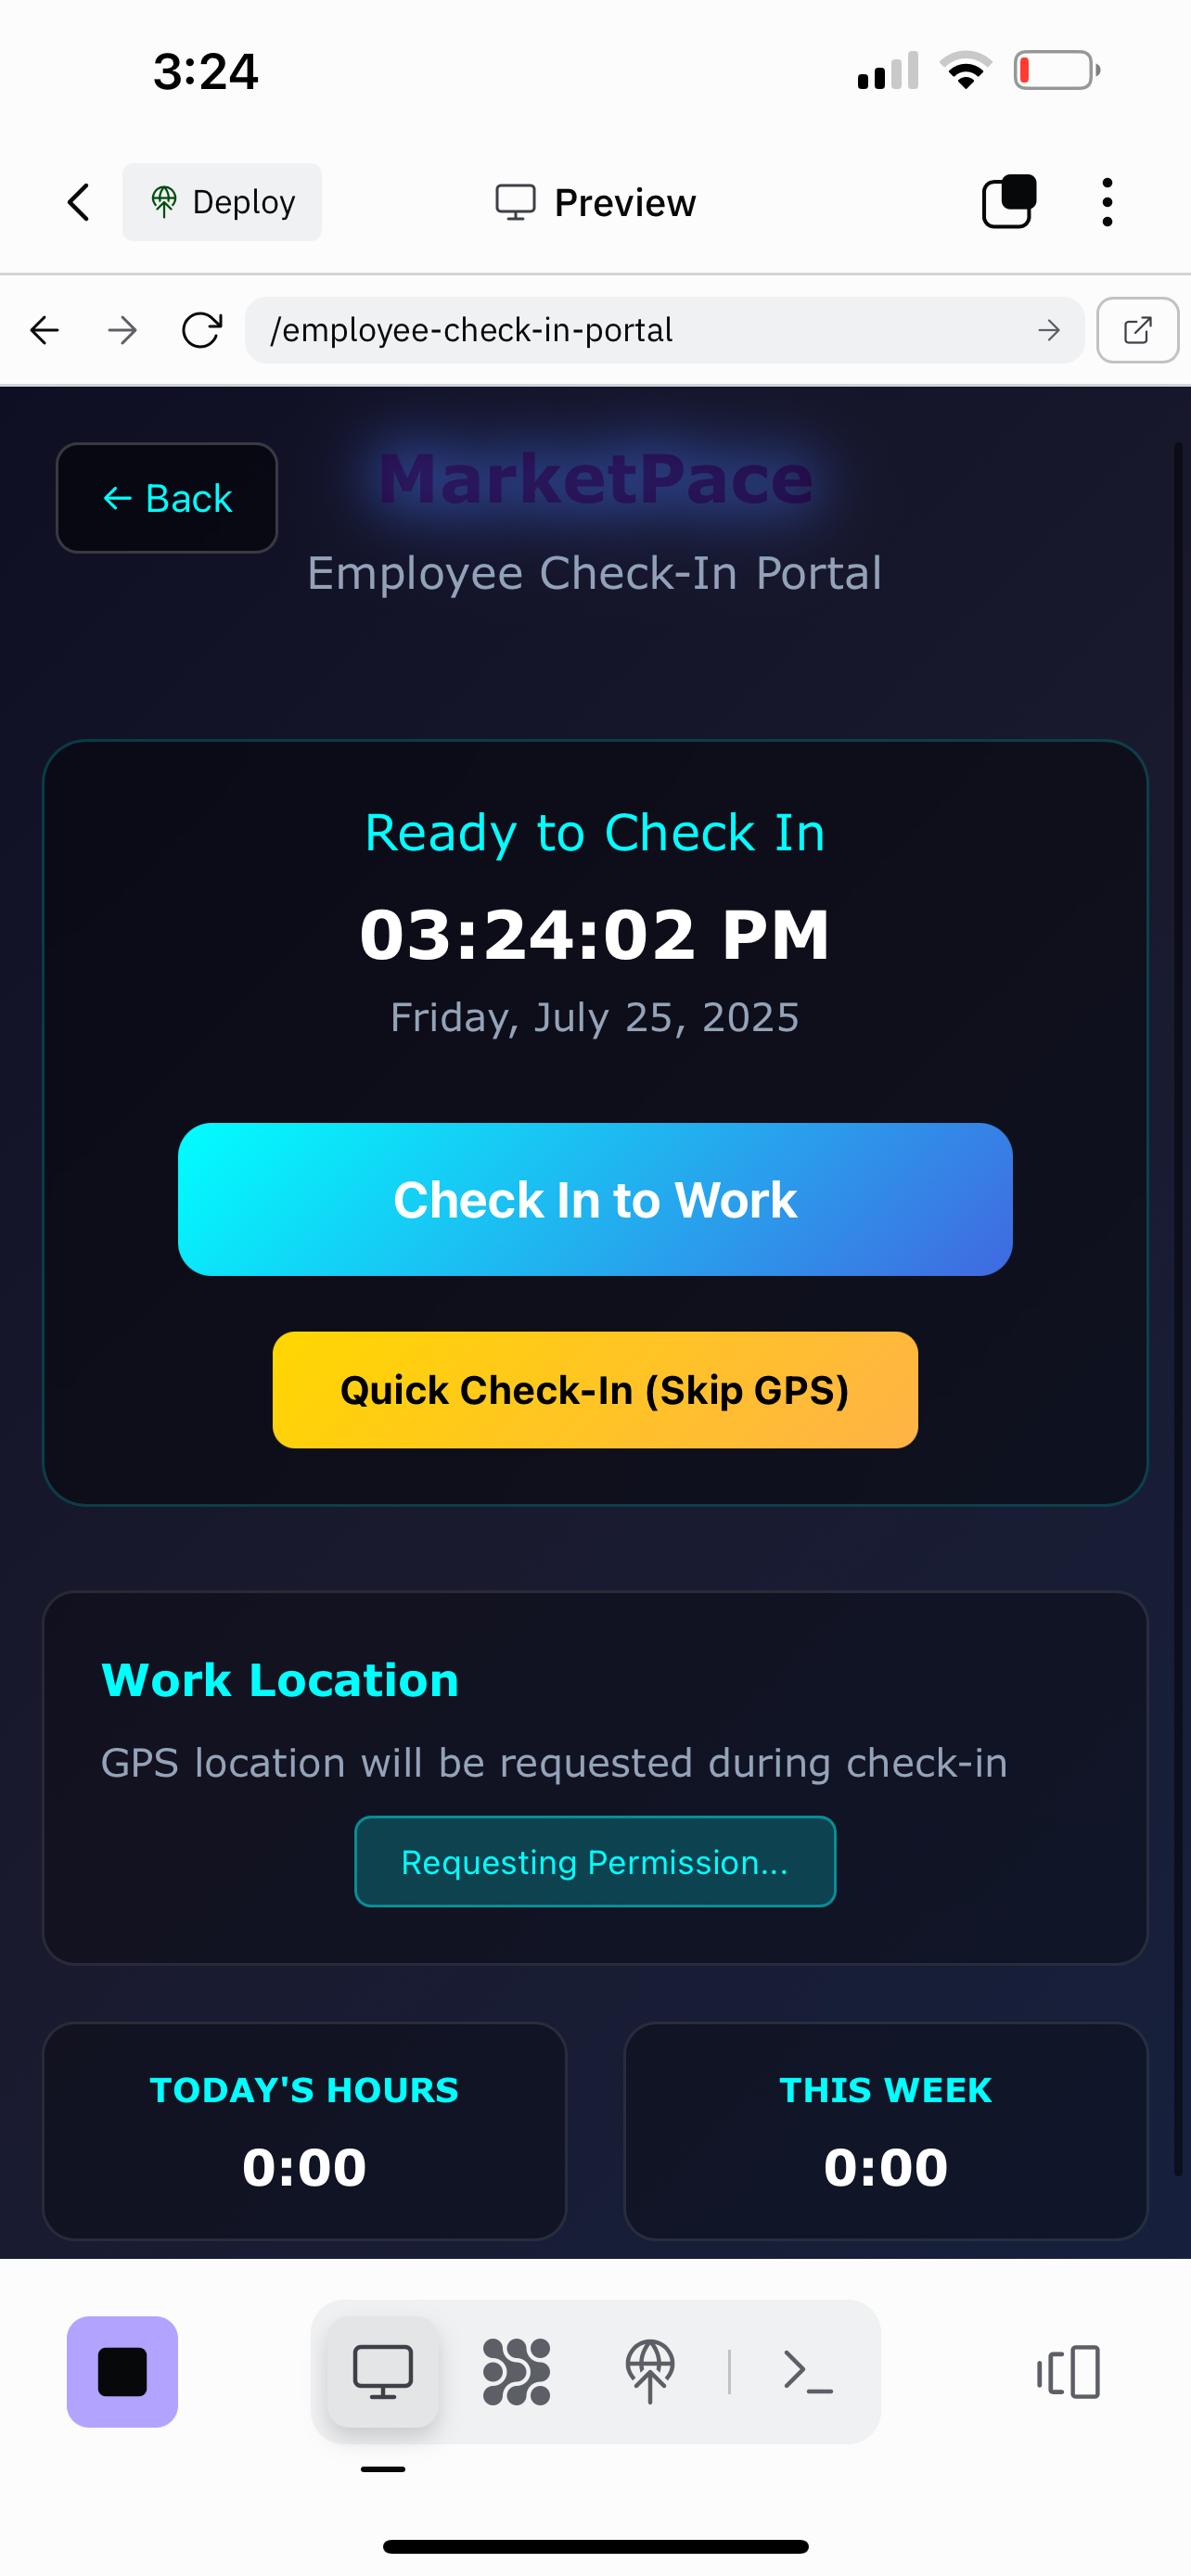 3:24
Deploy
Preview
/employee-check-in-portal
← Back
MarketPace
Employee Check-In Portal
Ready to Check In
03:24:02 PM
Friday, July 25, 2025
Check In to Work
Quick Check-In (Skip GPS)
Work Location
GPS location will be requested during check-in
Requesting Permission...
TODAY'S HOURS
0:00
THIS WEEK
0:00